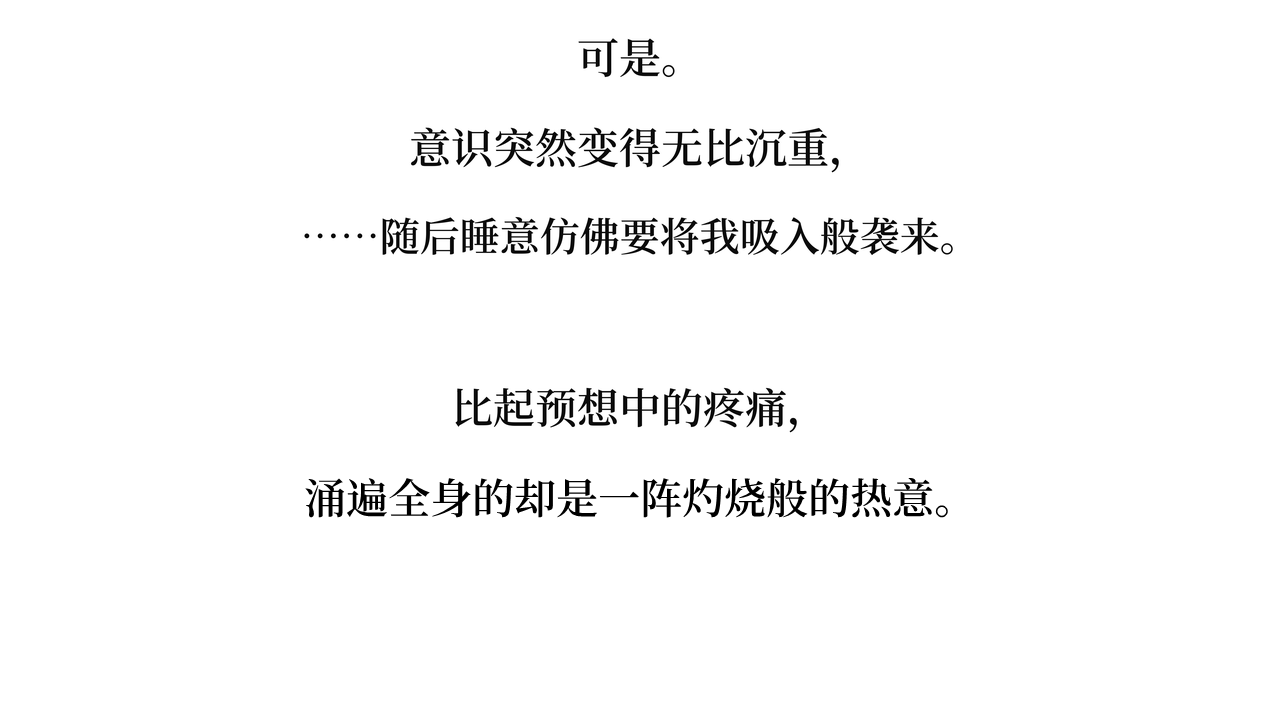 可是。
意识突然变得无比沉重，
……随后睡意仿佛要将我吸入般袭来。
比起预想中的疼痛，
涌遍全身的却是一阵灼烧般的热意。